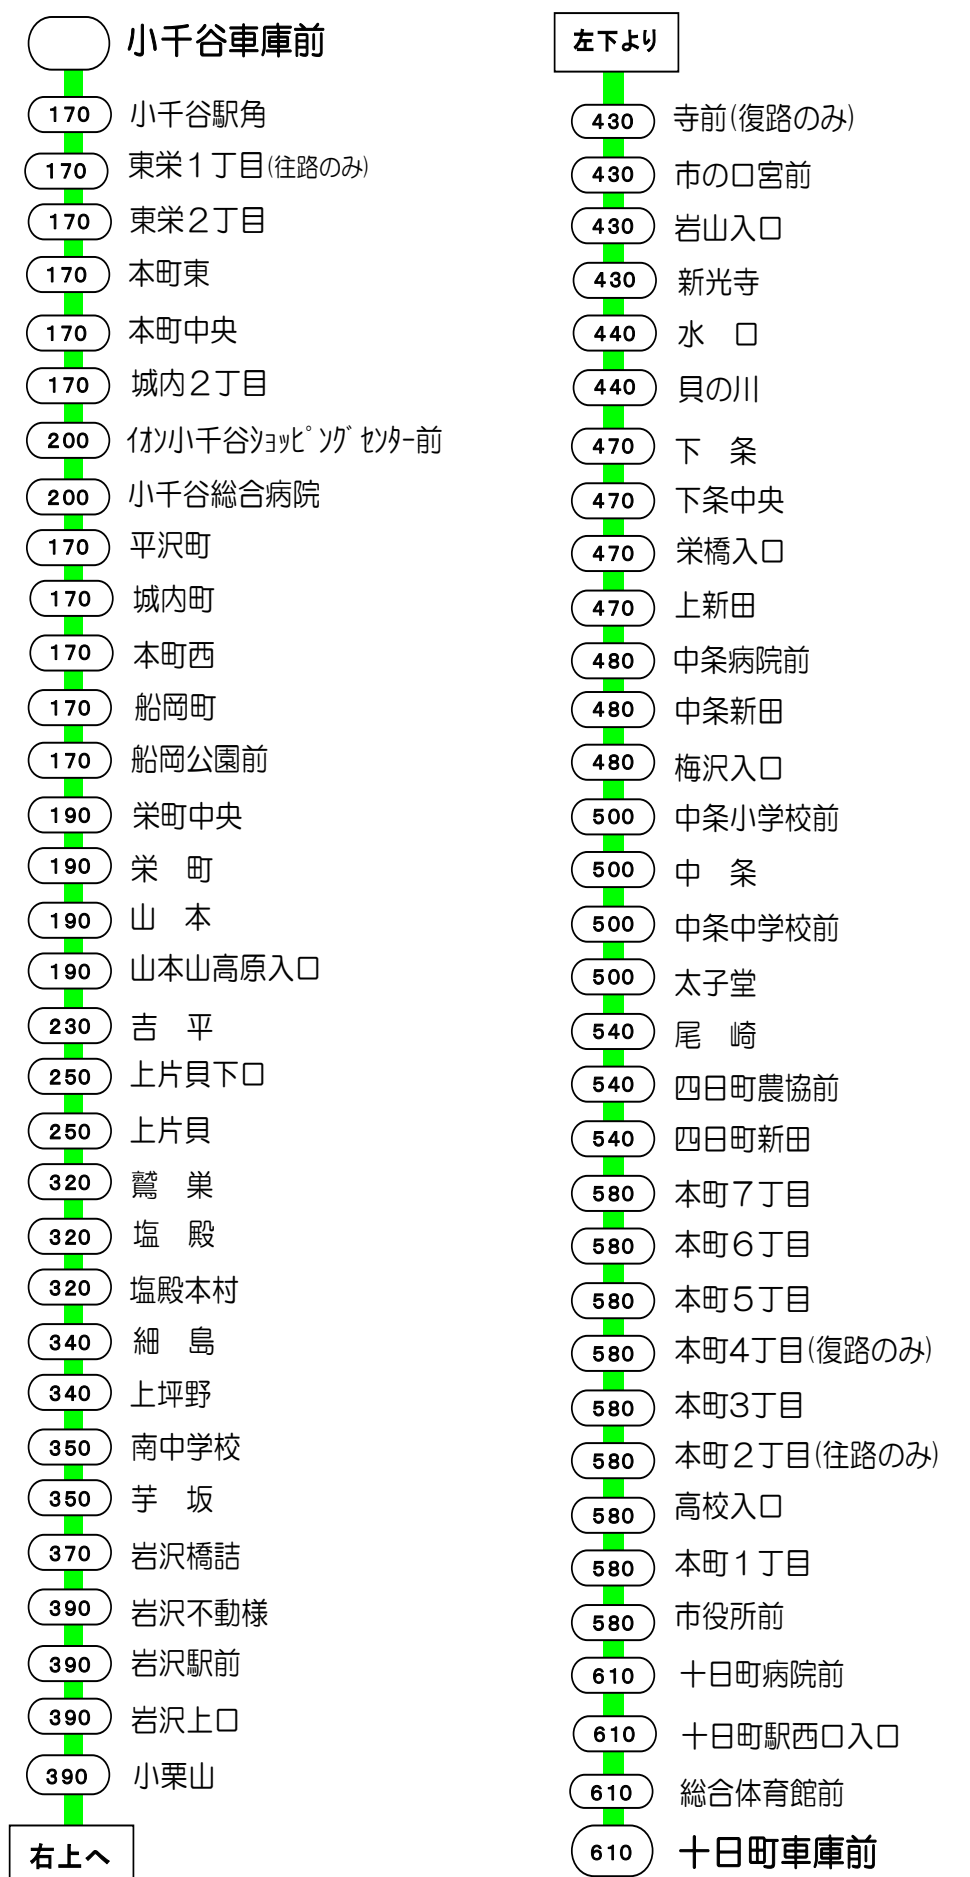 小千谷車庫前
170 小千谷駅角
170 東栄１丁目(往路のみ)
170 東栄２丁目
170 本町東
170 本町中央
170 城内２丁目
200 ｲｵﾝ小千谷ｼｮｯﾋﾟﾝｸﾞｾﾝﾀｰ前
200 小千谷総合病院
170 平沢町
170 城内町
170 本町西
170 船岡町
170 船岡公園前
190 栄町中央
190 栄　町
190 山　本
190 山本山高原入口
230 吉　平
250 上片貝下口
250 上片貝
320 鷲　巣
320 塩　殿
320 塩殿本村
340 細　島
340 上坪野
350 南中学校
350 芋　坂
370 岩沢橋詰
390 岩沢不動様
390 岩沢駅前
390 岩沢上口
390 小栗山
右上へ
左下より
430 寺前(復路のみ)
430 市の口宮前
430 岩山入口
430 新光寺
440 水　口
440 貝の川
470 下　条
470 下条中央
470 栄橋入口
470 上新田
480 中条病院前
480 中条新田
480 梅沢入口
500 中条小学校前
500 中　条
500 中条中学校前
500 太子堂
540 尾　崎
540 四日町農協前
540 四日町新田
580 本町７丁目
580 本町６丁目
580 本町５丁目
580 本町4丁目(復路のみ)
580 本町3丁目
580 本町２丁目(往路のみ)
580 高校入口
580 本町１丁目
580 市役所前
610 十日町病院前
610 十日町駅西口入口
610 総合体育館前
610 十日町車庫前